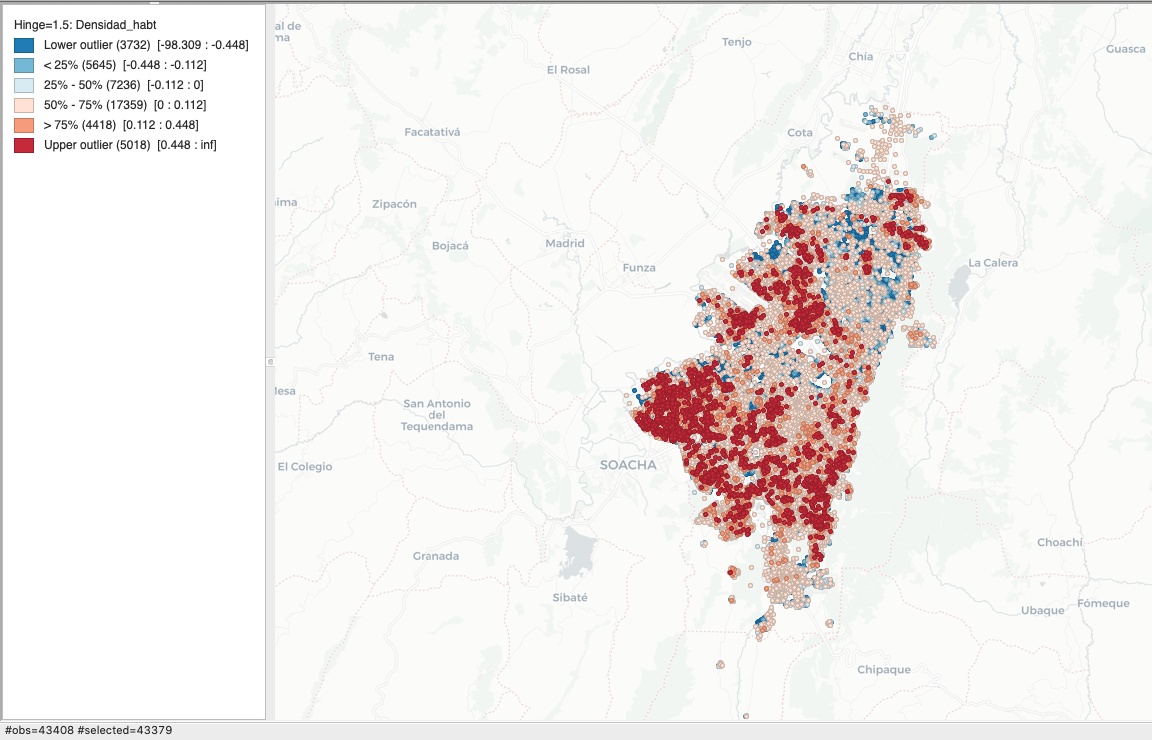 Hinge=1.5: Densidad_habt
Lower outlier (3732) [-98.309 : -0.448]
< 25% (5645) [-0.448 : -0.112]
25% - 50% (7236) [-0.112 : 0]
50% - 75% (17359) [0 : 0.112]
> 75% (4418) [0.112 : 0.448]
Upper outlier (5018) [0.448 : inf]
al de
ma
Tenjo
Chía
Guasca
El Rosal
Facatativá
Cota
ima
Zipacón
Bojacá
Madrid
Funza
La Calera
Tena
lesa
San Antonio
del
Tequendama
El Colegio
SOACHA
Granada
Choachí
Sibaté
Ubaque
Fómeque
Chipaque
#obs=43408 #selected=43379